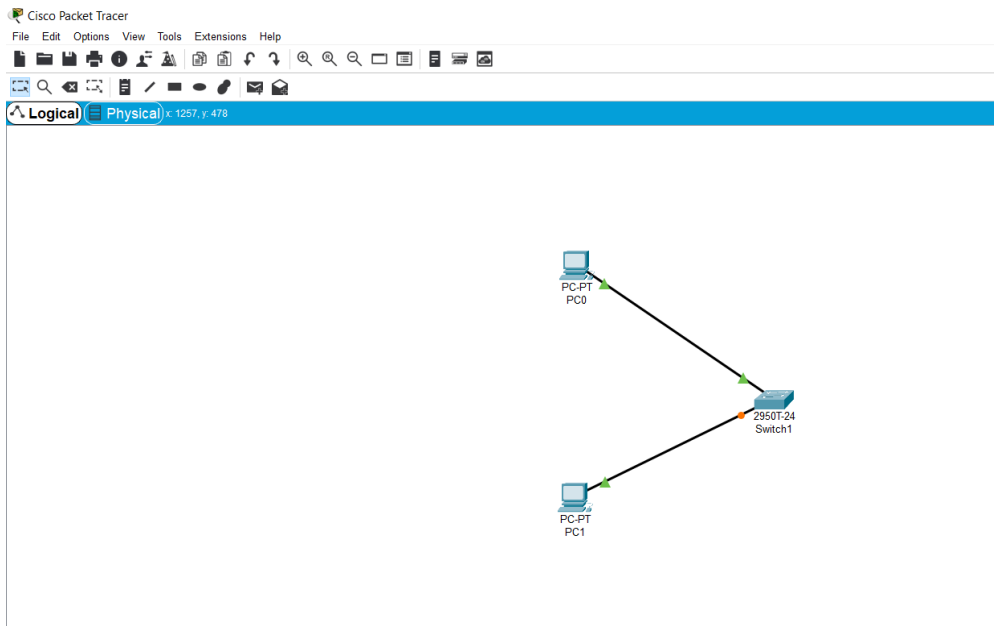 Cisco Packet Tracer
File Edit Options View Tools Extensions Help
Logical Physical x: 1257, y: 478
PC-PT
PC0
2950T-24
Switch1
PC-PT
PC1